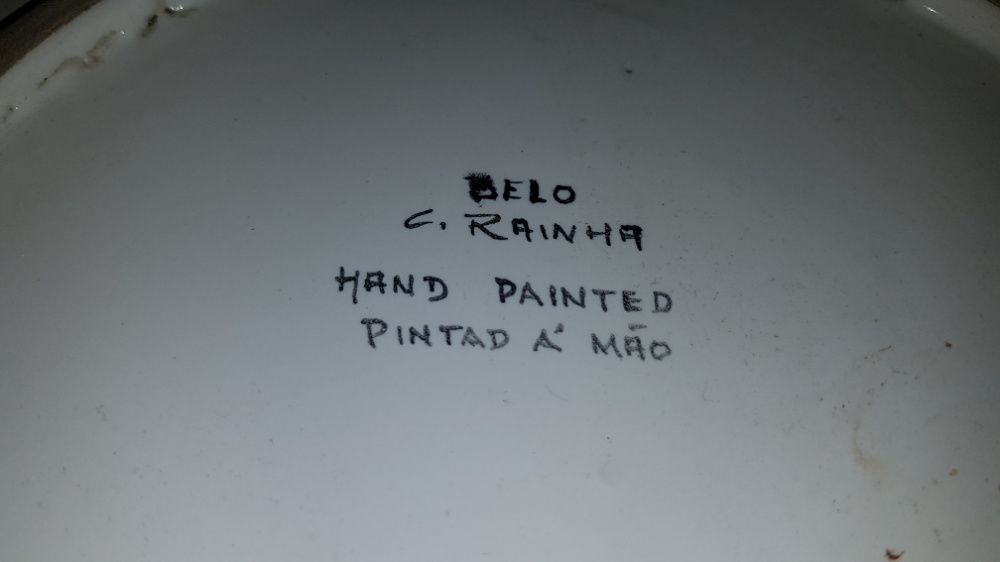 BELO
C. RAINHA
HAND PAINTED
PINTAD Á MÃO